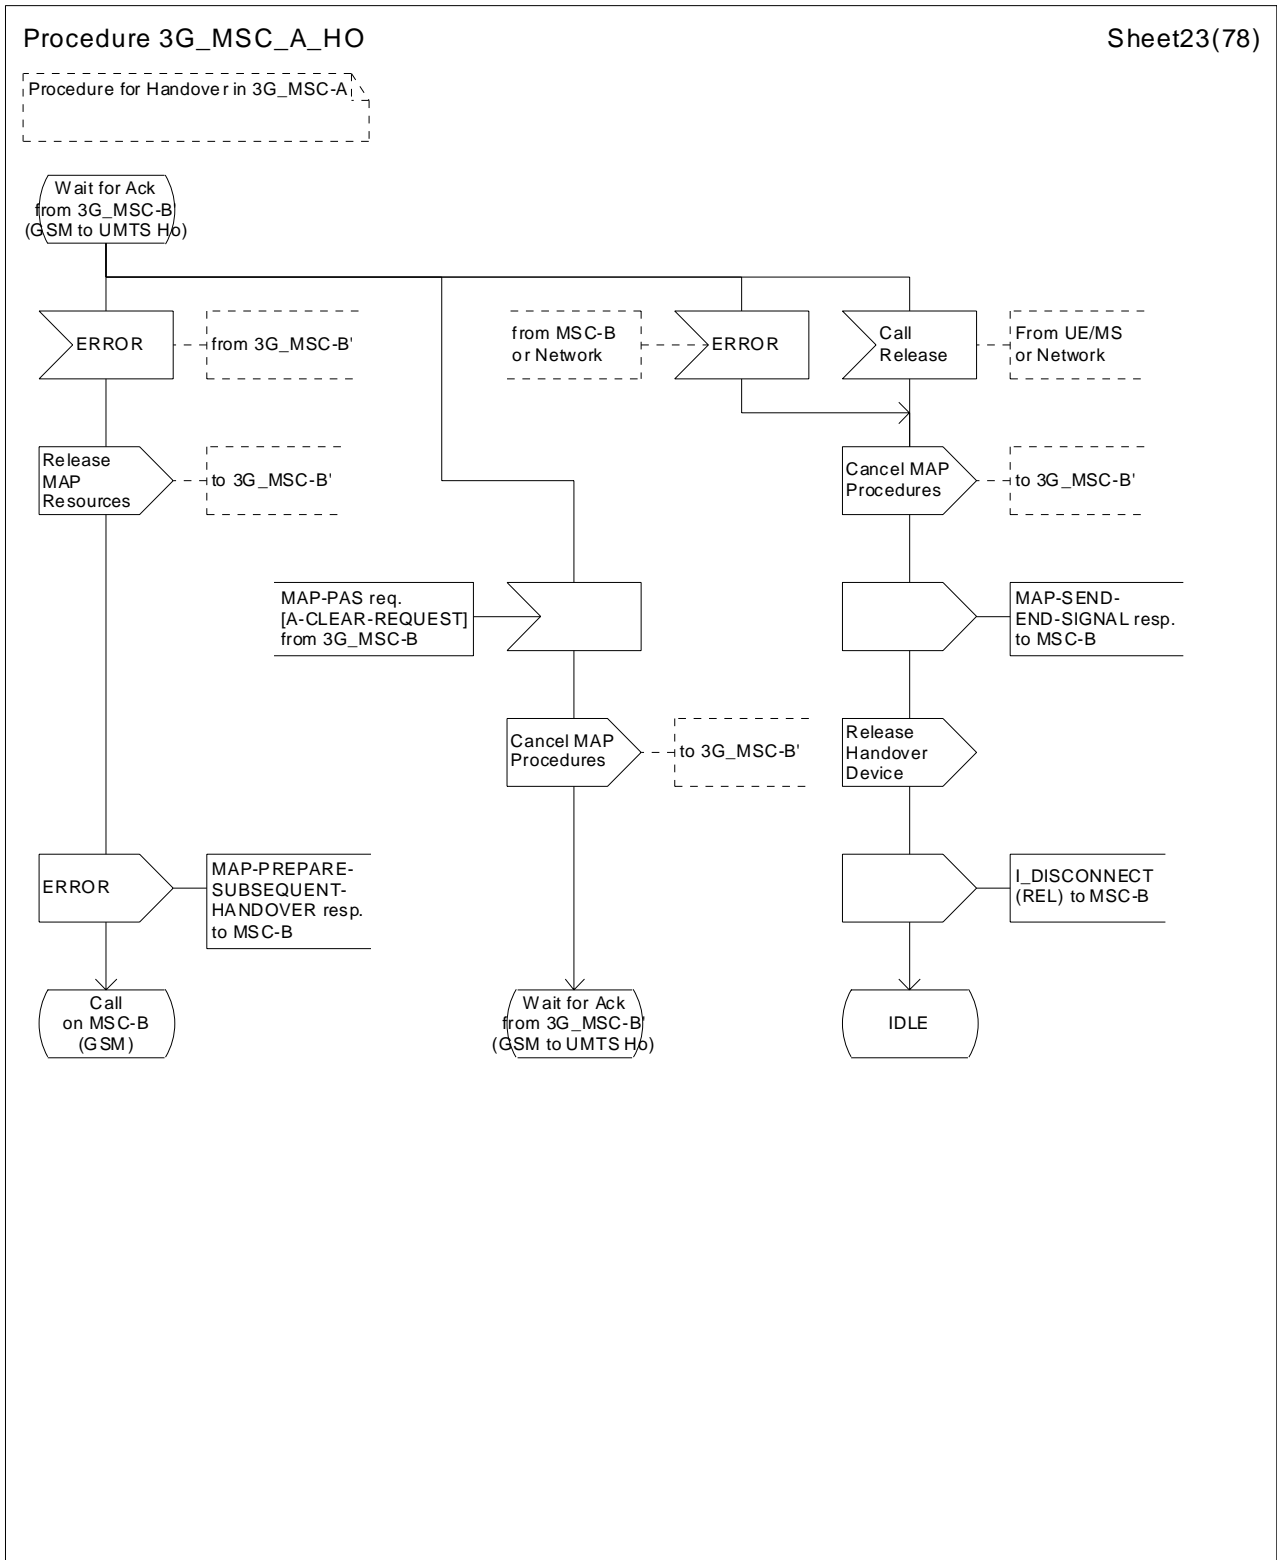 Procedure 3G_MSC_A_HO
Sheet23(78)
Procedure for Handover in 3G_MSC-A
Wait for Ack
from 3G_MSC-B'
(GSM to UMTS Ho)
ERROR
from 3G_MSC-B'
from MSC-B
or Network
ERROR
Call
Release
From UE/MS
or Network
Release
MAP
Resources
to 3G_MSC-B'
Cancel MAP
Procedures
to 3G_MSC-B'
MAP-PAS req.
[A-CLEAR-REQUEST]
from 3G_MSC-B
MAP-SEND-
END-SIGNAL resp.
to MSC-B
Cancel MAP
Procedures
to 3G_MSC-B'
Release
Handover
Device
ERROR
MAP-PREPARE-
SUBSEQUENT-
HANDOVER resp.
to MSC-B
I_DISCONNECT
(REL) to MSC-B
Call
on MSC-B
(GSM)
Wait for Ack
from 3G_MSC-B'
(GSM to UMTS Ho)
IDLE